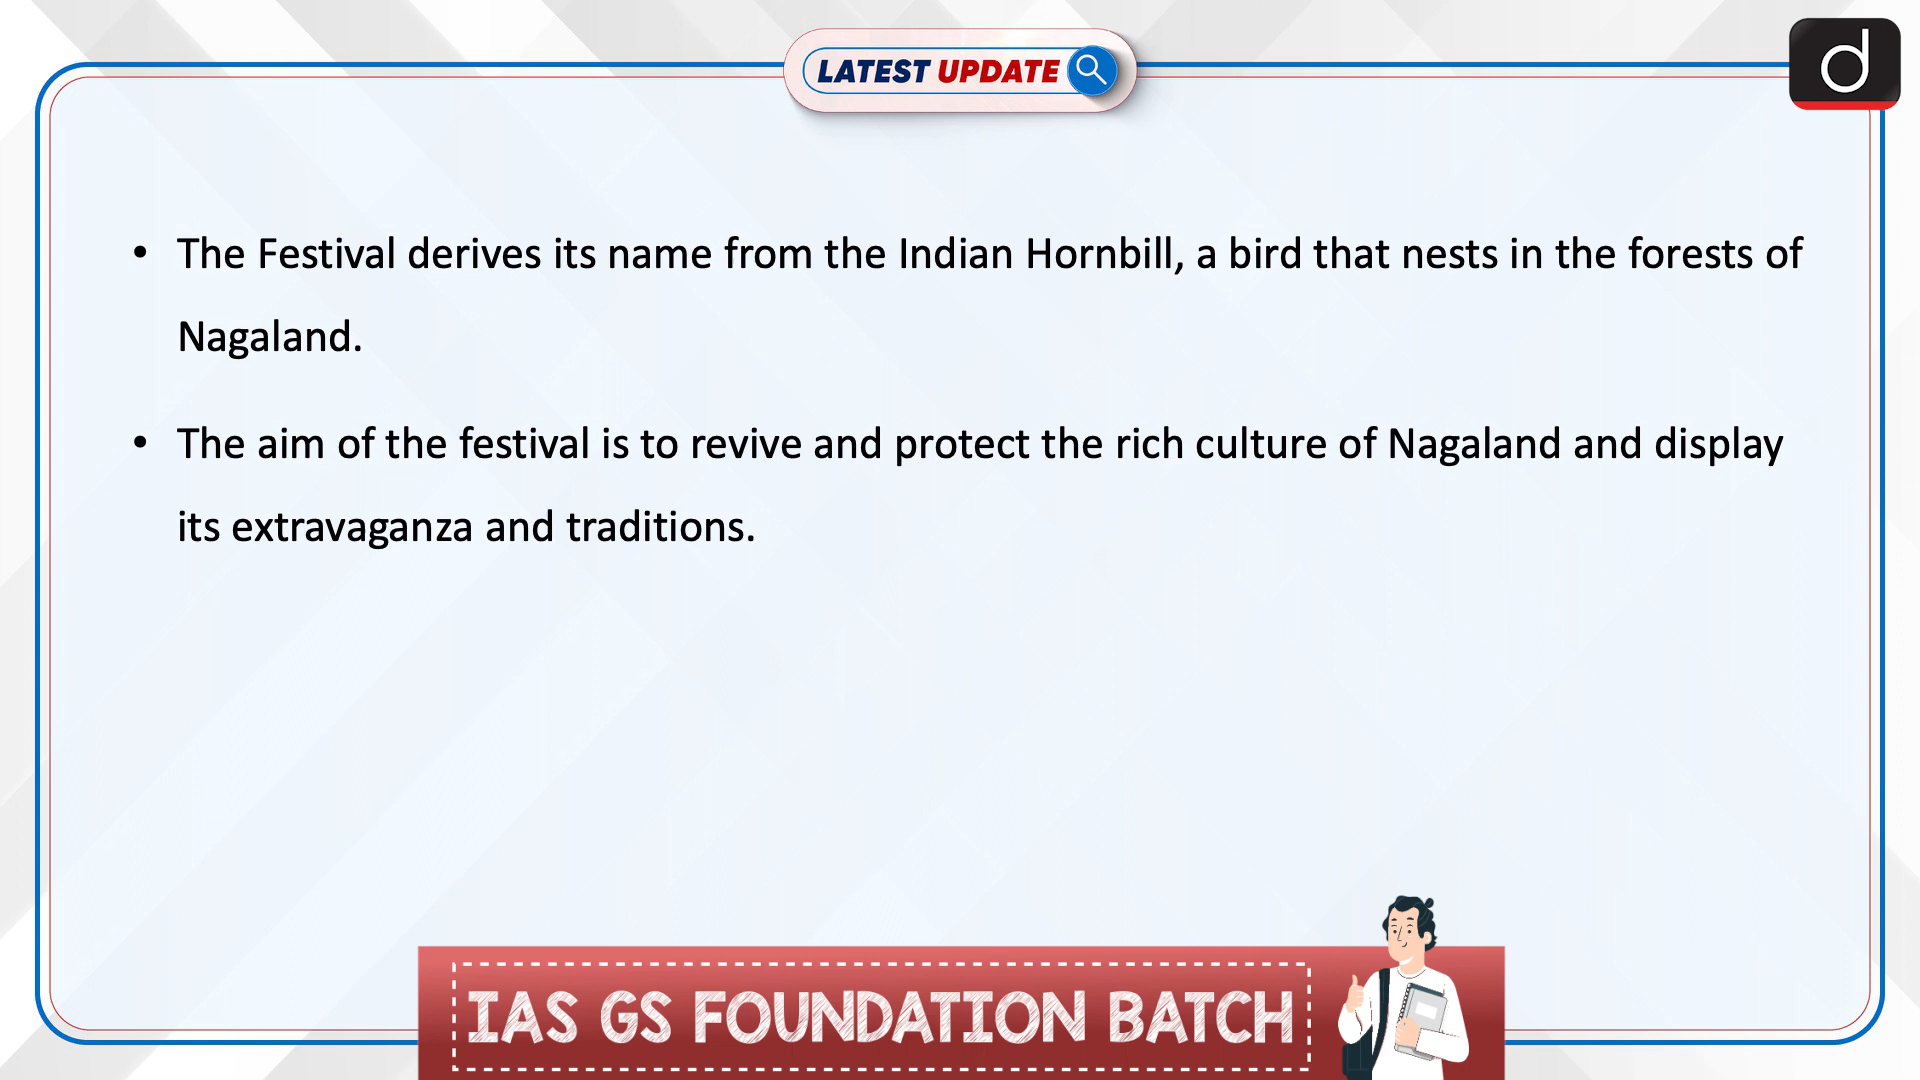 LATEST UPDATE
d
• The Festival derives its name from the Indian Hornbill, a bird that nests in the forests of
Nagaland.
• The aim of the festival is to revive and protect the rich culture of Nagaland and display
its extravaganza and traditions.
IAS GS FOUNDATION BATCH